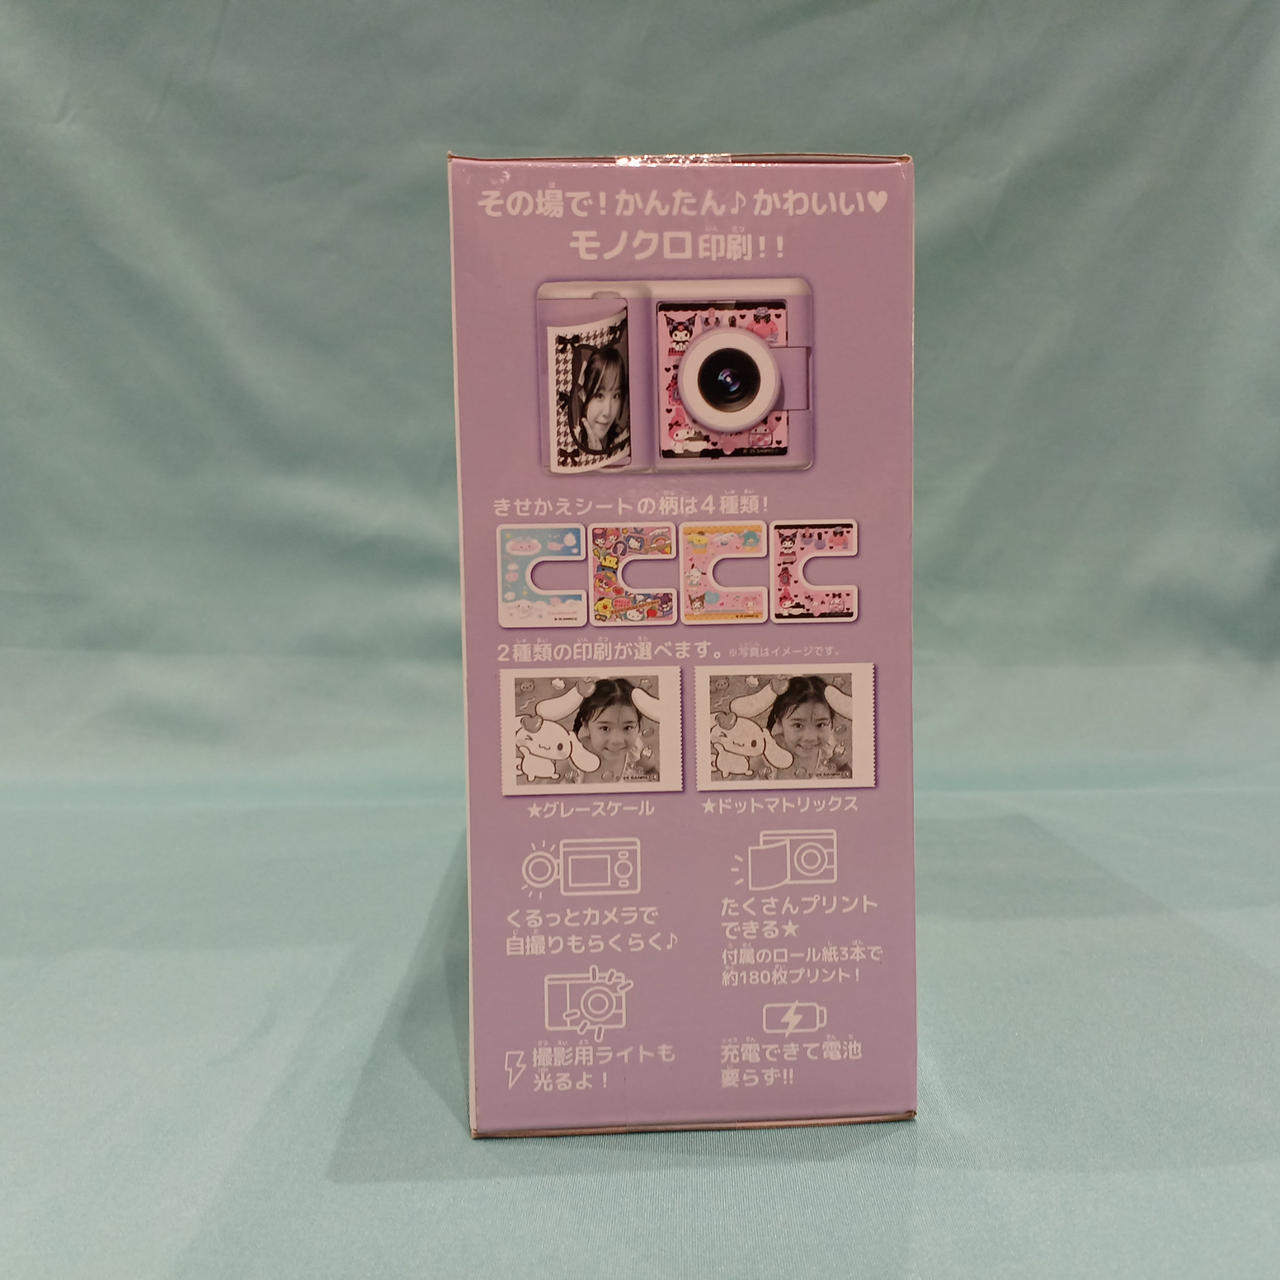 その場で！かんたん♪かわいい♥
モノクロ印刷！！
きせかえシートの柄は4種類！
2種類の印刷が選べます。※写真はイメージです。
★グレースケール
★ドットマトリックス
くるっとカメラで
自撮りもらくらく♪
たくさんプリント
できる★
付属のロール紙3本で
約180枚プリント！
撮影用ライトも
光るよ！
充電できて電池
要らず!!